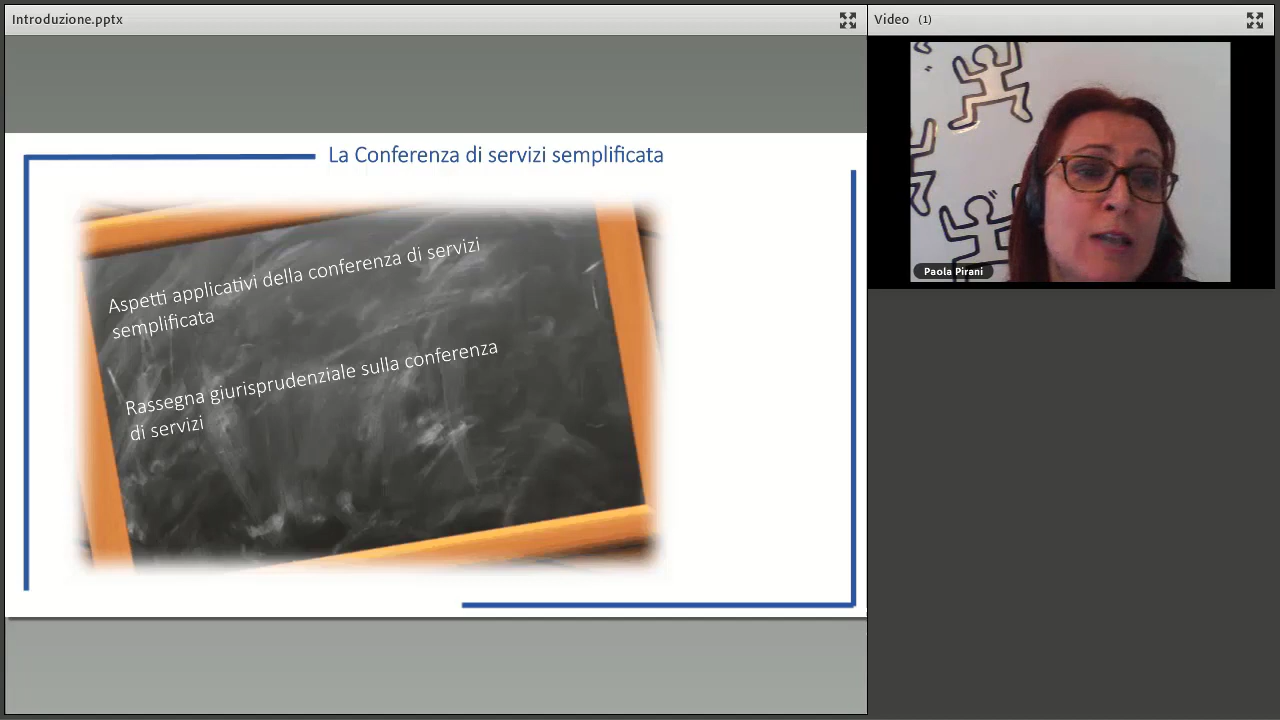 Introduzione.pptx
Video (1)
La Conferenza di servizi semplificata
Aspetti applicativi della conferenza di servizi
semplificata
Rassegna giurisprudenziale sulla conferenza
di servizi
Paola Pirani